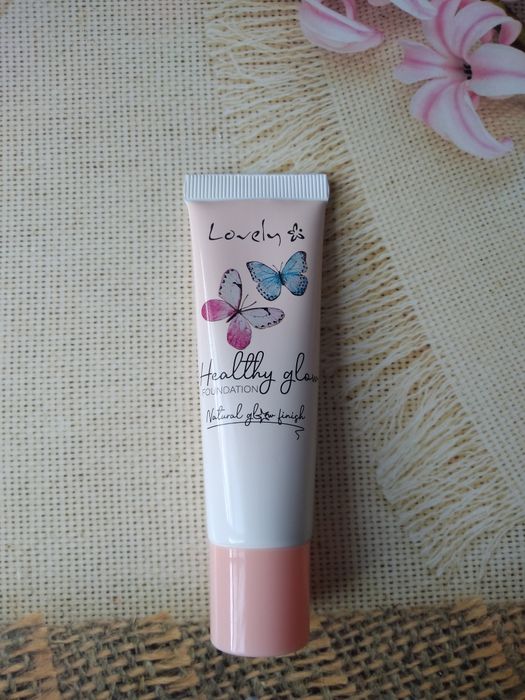 Lovely
Healthy glow
FOUNDATION
Natural glow finish